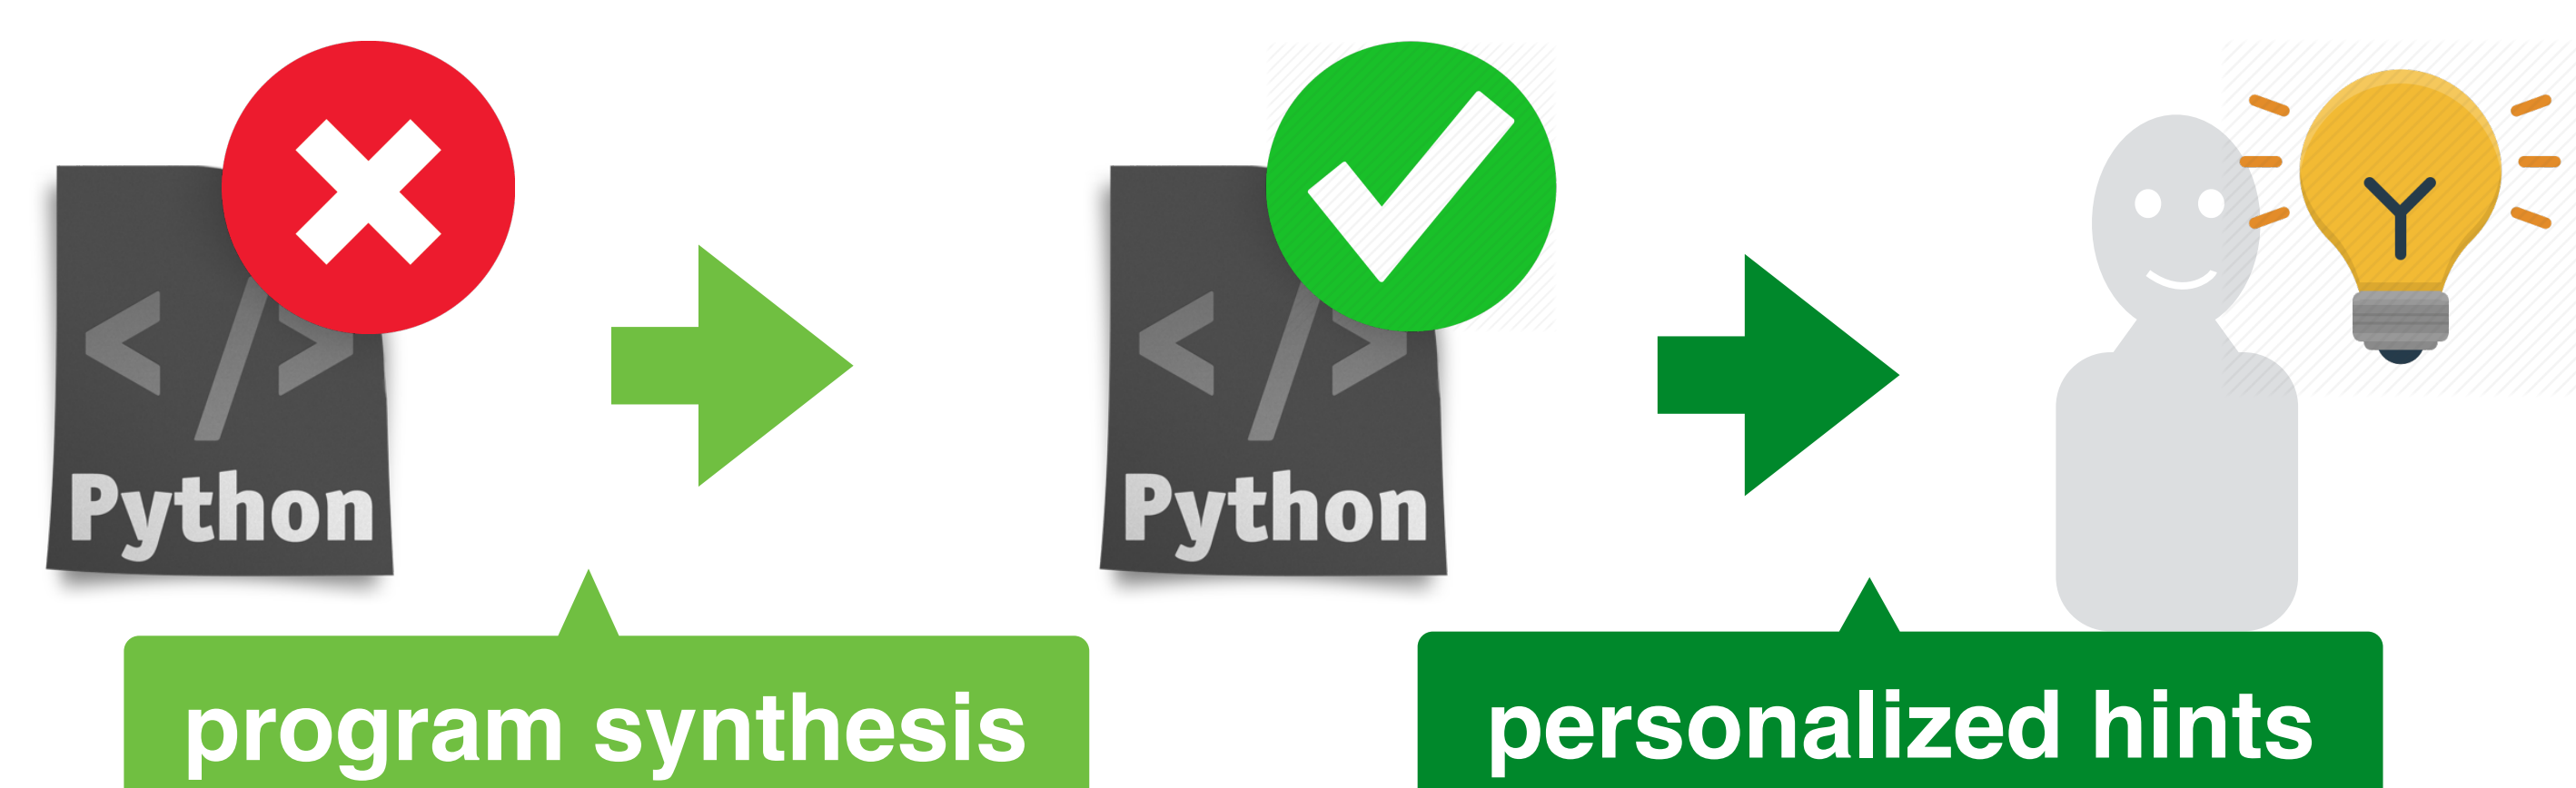 </>
Python
</>
Python
program synthesis
personalized hints